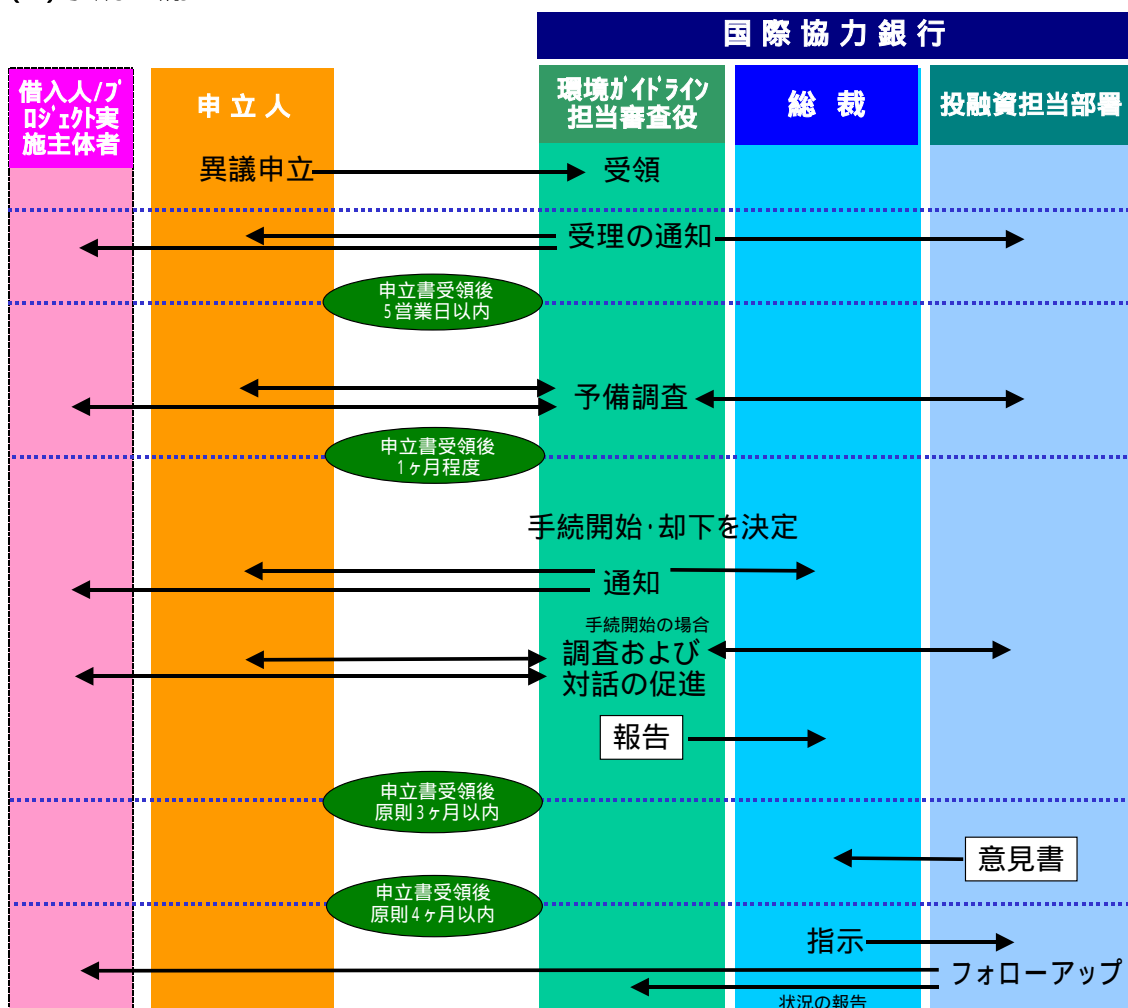 国際協力銀行
借入人/プ
ロジェクト実
施主体者
申立人
環境ガイドライン
担当審査役
総裁
投融資担当部署
異議申立
受領
受理の通知
申立書受領後
5営業日以内
予備調査
申立書受領後
1ヶ月程度
手続開始・却下を決定
通知
手続開始の場合
調査および
対話の促進
報告
申立書受領後
原則3ヶ月以内
意見書
申立書受領後
原則4ヶ月以内
指示
フォローアップ
状況の報告